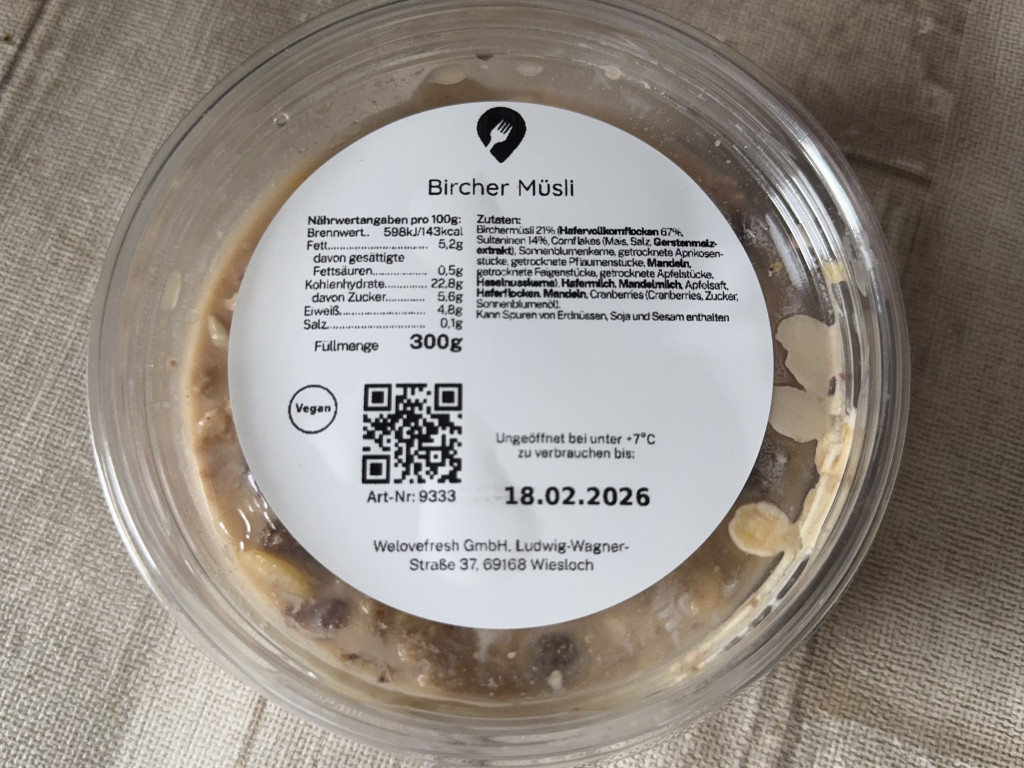 Bircher Müsli
Nährwertangaben pro 100g:
Brennwert.. 598kJ/143kcal
Fett.................... 5,2g
davon gesättigte
Fettsäuren............. 0,5g
Kohlenhydrate......... 22,8g
davon Zucker......... 5,6g
Eiweiß.................. 4,8g
Salz..................... 0,1g
Füllmenge 300g
Zutaten:
Birchermüsli 21% (Hafervollkornflocken 67%,
Sultaninen 14%, Cornflakes (Mais, Salz, Gerstenmalz-
extrakt), Sonnenblumenkerne, getrocknete Aprikosen-
stücke, getrocknete Pflaumenstücke, Mandeln,
getrocknete Feigenstücke, getrocknete Apfelstücke,
Haselnusskerne), Hafermilch, Mandelmilch, Apfelsaft,
Haferflocken, Mandeln, Cranberries (Cranberries, Zucker,
Sonnenblumenöl).
Kann Spuren von Erdnüssen, Soja und Sesam enthalten
Vegan
Art-Nr: 9333
Ungeöffnet bei unter +7°C
zu verbrauchen bis:
18.02.2026
Welovefresh GmbH, Ludwig-Wagner-
Straße 37, 69168 Wiesloch